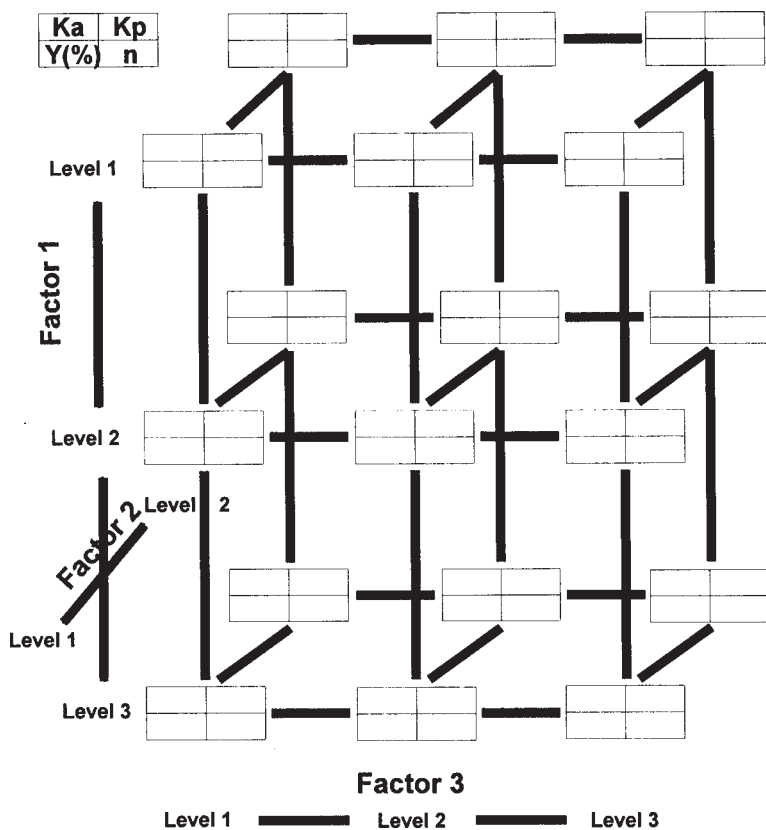 Ka Kp
Y(%) n
Level 1
Factor 1
Level 2
Level 2
Factor 2
Level 1
Level 3
Factor 3
Level 1 Level 2 Level 3